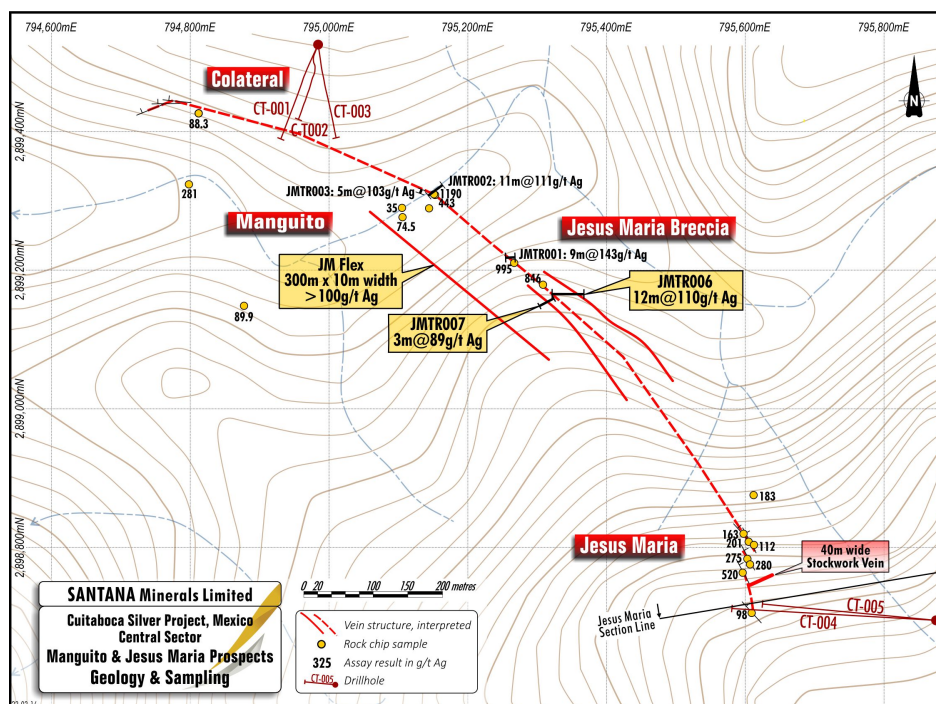 794,600mE
794,800mE
795,000mE
795,200mE
795,400mE
795,600mE
795,800mE
2,899,400mN
2,899,200mN
2,899,000mN
2,898,800mN
N
Colateral
CT-001
CT-003
C-T002
88.3
281
JMTR002: 11m@111g/t Ag
JMTR003: 5m@103g/t Ag
1190
443
35
74.5
Manguito
Jesus Maria Breccia
JMTR001: 9m@143g/t Ag
995
846
JM Flex
300m x 10m width
>100g/t Ag
JMTR006
12m@110g/t Ag
JMTR007
3m@89g/t Ag
89.9
183
163
201
112
Jesus Maria
275
280
520
40m wide
Stockwork Vein
98
CT-005
CT-004
Jesus Maria
Section Line
SANTANA Minerals Limited
Cuitaboca Silver Project, Mexico
Central Sector
Manguito & Jesus Maria Prospects
Geology & Sampling
0 20 100 150 200 metres
Vein structure, interpreted
Rock chip sample
325 Assay result in g/t Ag
CT-005 Drillhole